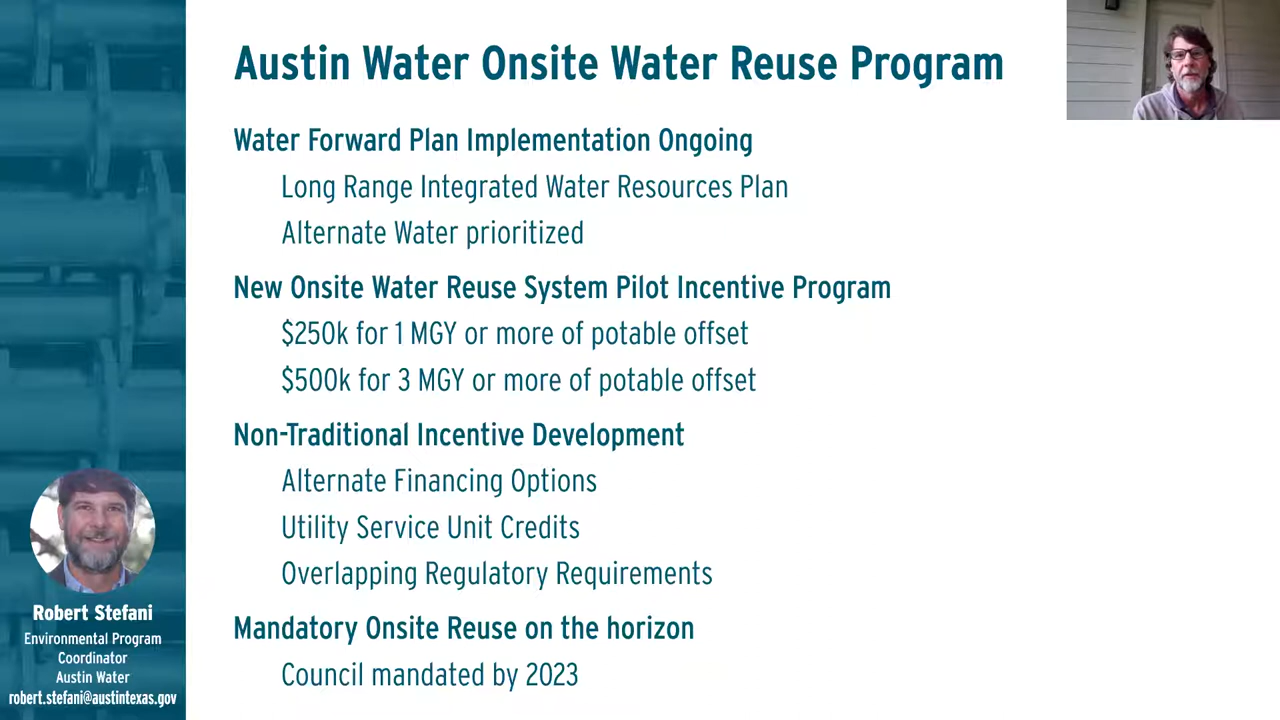 Austin Water Onsite Water Reuse Program
Water Forward Plan Implementation Ongoing
Long Range Integrated Water Resources Plan
Alternate Water prioritized
New Onsite Water Reuse System Pilot Incentive Program
$250k for 1 MGY or more of potable offset
$500k for 3 MGY or more of potable offset
Non-Traditional Incentive Development
Alternate Financing Options
Utility Service Unit Credits
Overlapping Regulatory Requirements
Mandatory Onsite Reuse on the horizon
Council mandated by 2023
Robert Stefani
Environmental Program
Coordinator
Austin Water
robert.stefani@austintexas.gov